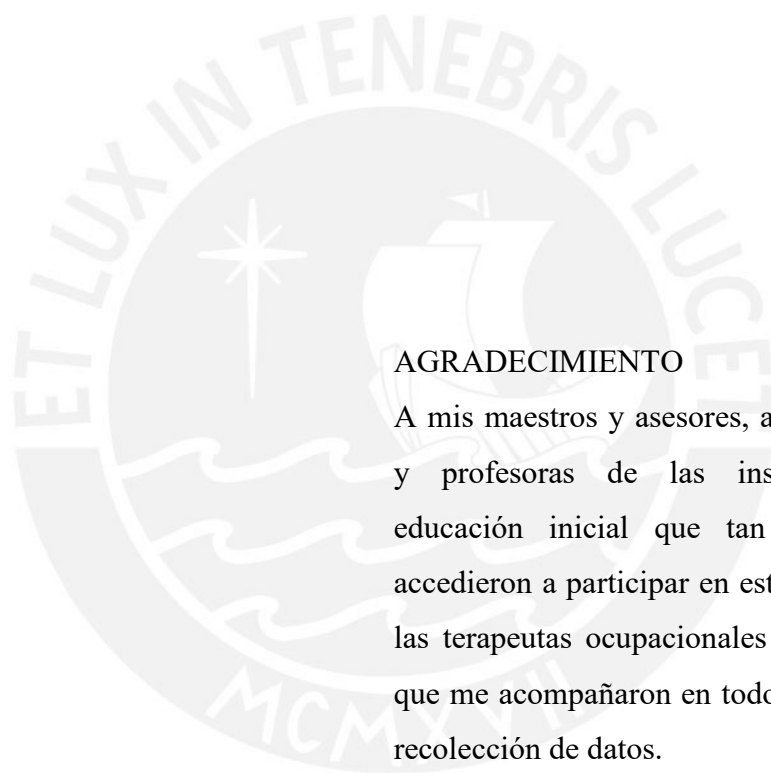 ET LUX IN TENEBRIS LUCET
AGRADECIMIENTO
A mis maestros y asesores, a
y profesoras de las ins
educación inicial que tan
accedieron a participar en est
las terapeutas ocupacionales
que me acompañaron en todo
recolección de datos.
MCMXVII